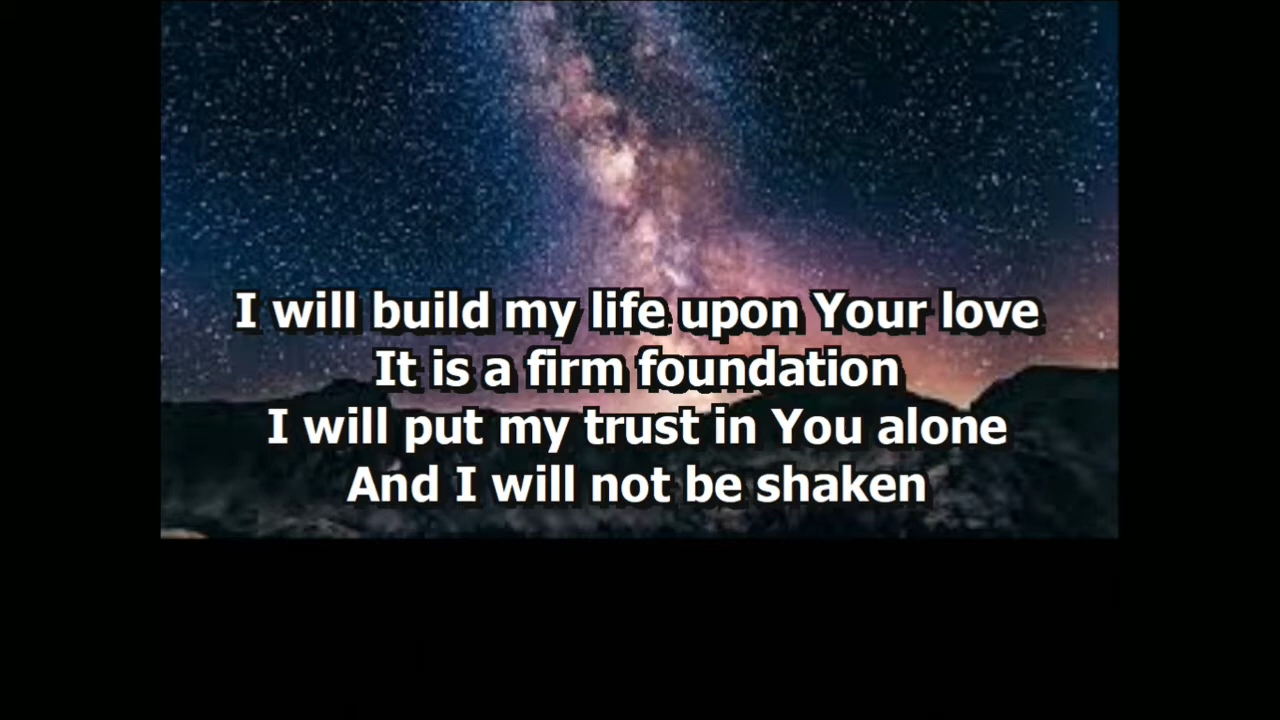 I will build my life upon Your love
It is a firm foundation
I will put my trust in You alone
And I will not be shaken